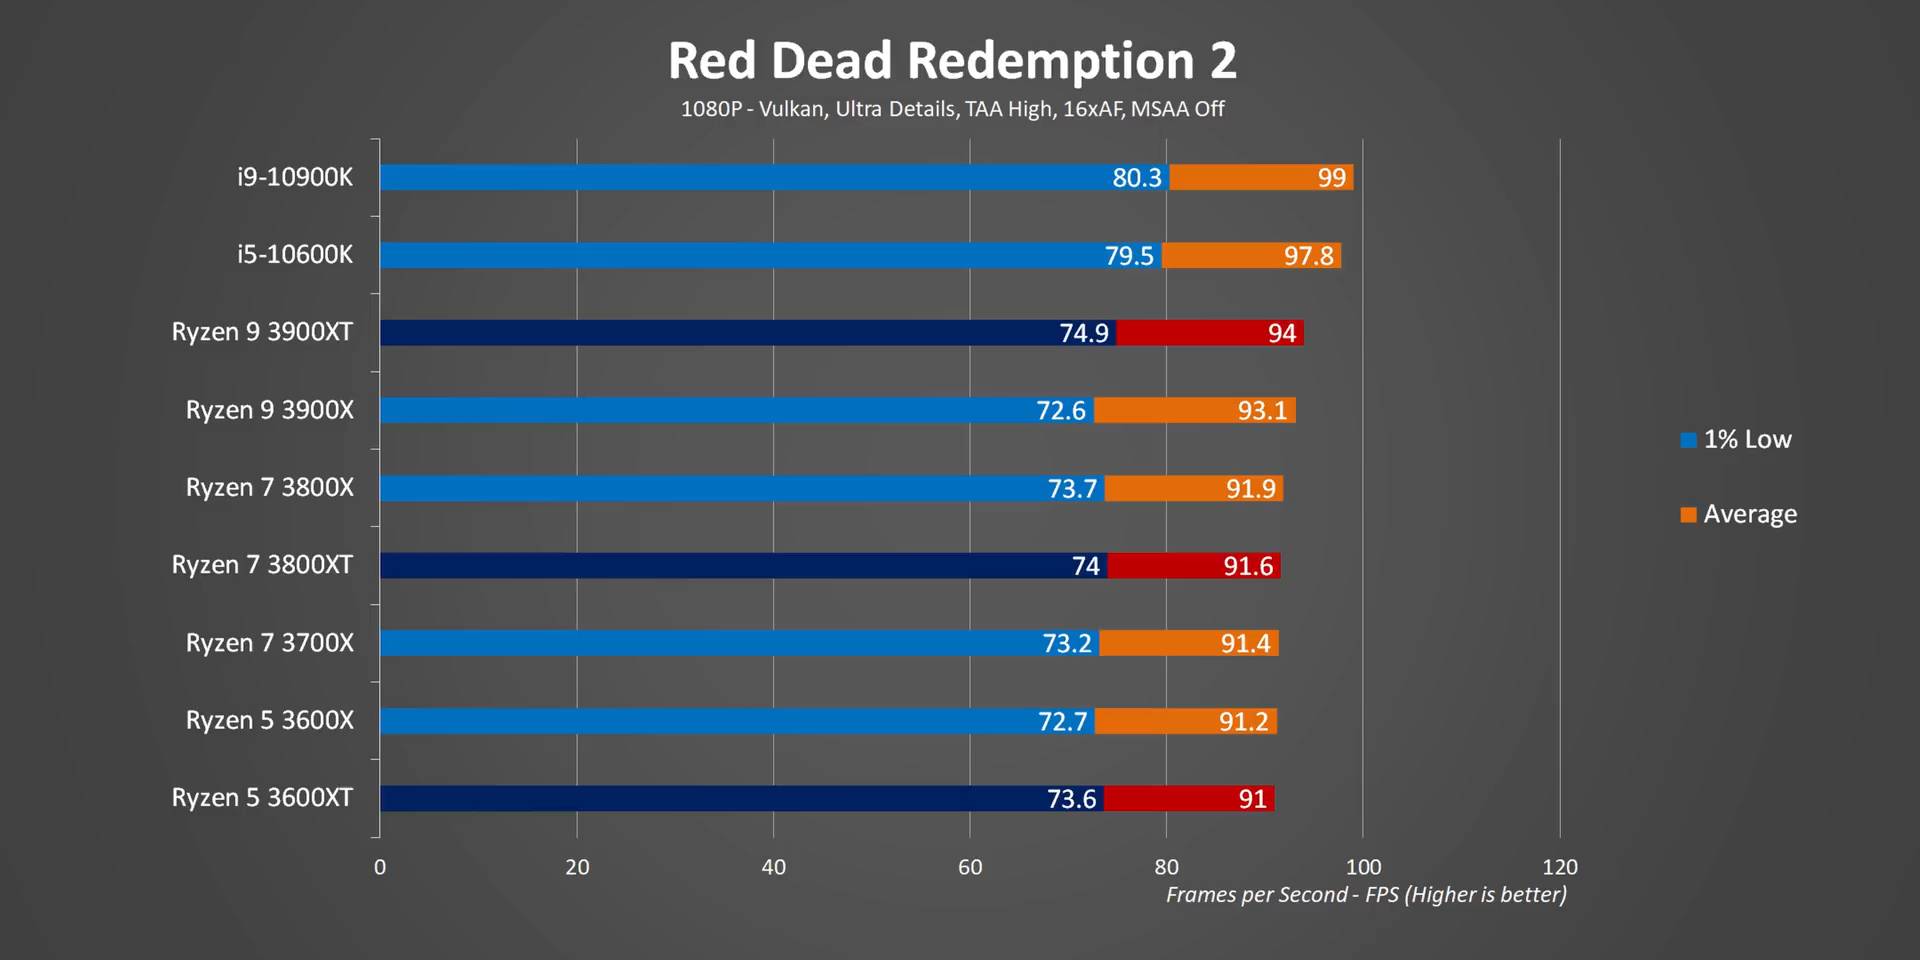 Red Dead Redemption 2
1080P - Vulkan, Ultra Details, TAA High, 16xAF, MSAA Off
i9-10900K 80.3 99
i5-10600K 79.5 97.8
Ryzen 9 3900XT 74.9 94
Ryzen 9 3900X 72.6 93.1
Ryzen 7 3800X 73.7 91.9
Ryzen 7 3800XT 74 91.6
Ryzen 7 3700X 73.2 91.4
Ryzen 5 3600X 72.7 91.2
Ryzen 5 3600XT 73.6 91
1% Low
Average
0 20 40 60 80 100 120
Frames per Second - FPS (Higher is better)